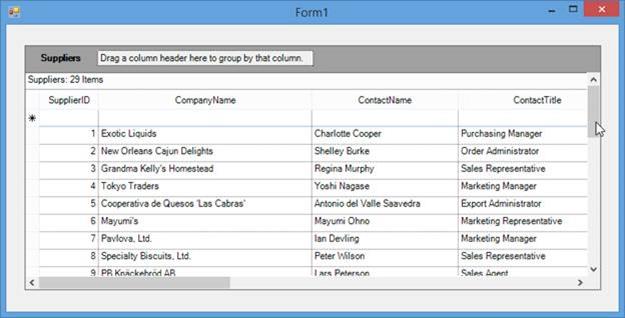 Form1
Suppliers Drag a column header here to group by that column.
Suppliers: 29 Items
SupplierID CompanyName ContactName ContactTitle
1 Exotic Liquids Charlotte Cooper Purchasing Manager
2 New Orleans Cajun Delights Shelley Burke Order Administrator
3 Grandma Kelly's Homestead Regina Murphy Sales Representative
4 Tokyo Traders Yoshi Nagase Marketing Manager
5 Cooperativa de Quesos 'Las Cabras' Antonio del Valle Saavedra Export Administrator
6 Mayumi's Mayumi Ohno Marketing Representative
7 Pavlova, Ltd. Ian Devling Marketing Manager
8 Specialty Biscuits, Ltd. Peter Wilson Sales Representative
9 PB Knäckebröd AB Lars Peterson Sales Agent